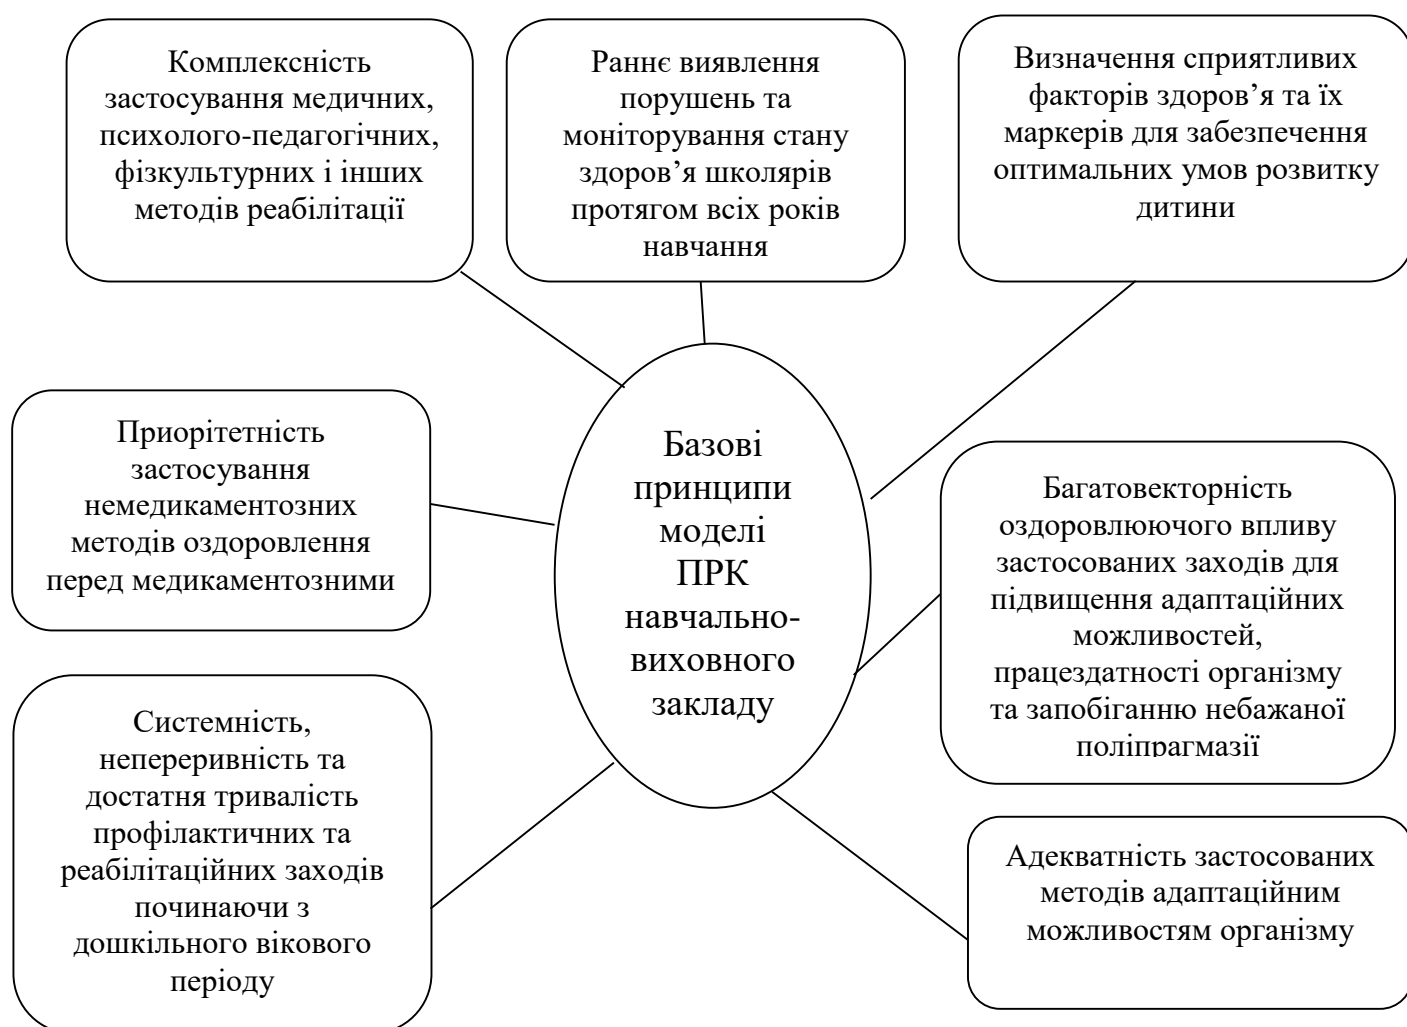 Комплексність
застосування медичних,
психолого-педагогічних,
фізкультурних і інших
методів реабілітації
Раннє виявлення
порушень та
моніторування стану
здоров’я школярів
протягом всіх років
навчання
Визначення сприятливих
факторів здоров’я та їх
маркерів для забезпечення
оптимальних умов розвитку
дитини
Приорітетність
застосування
немедикаментозних
методів оздоровлення
перед медикаментозними
Базові
принципи
моделі
ПРК
навчально-
виховного
закладу
Багатовекторність
оздоровлюючого впливу
застосованих заходів для
підвищення адаптаційних
можливостей,
працездатності організму
та запобіганню небажаної
поліпрагмазії
Системність,
непереривність та
достатня тривалість
профілактичних та
реабілітаційних заходів
починаючи з
дошкільного вікового
періоду
Адекватність застосованих
методів адаптаційним
можливостям організму